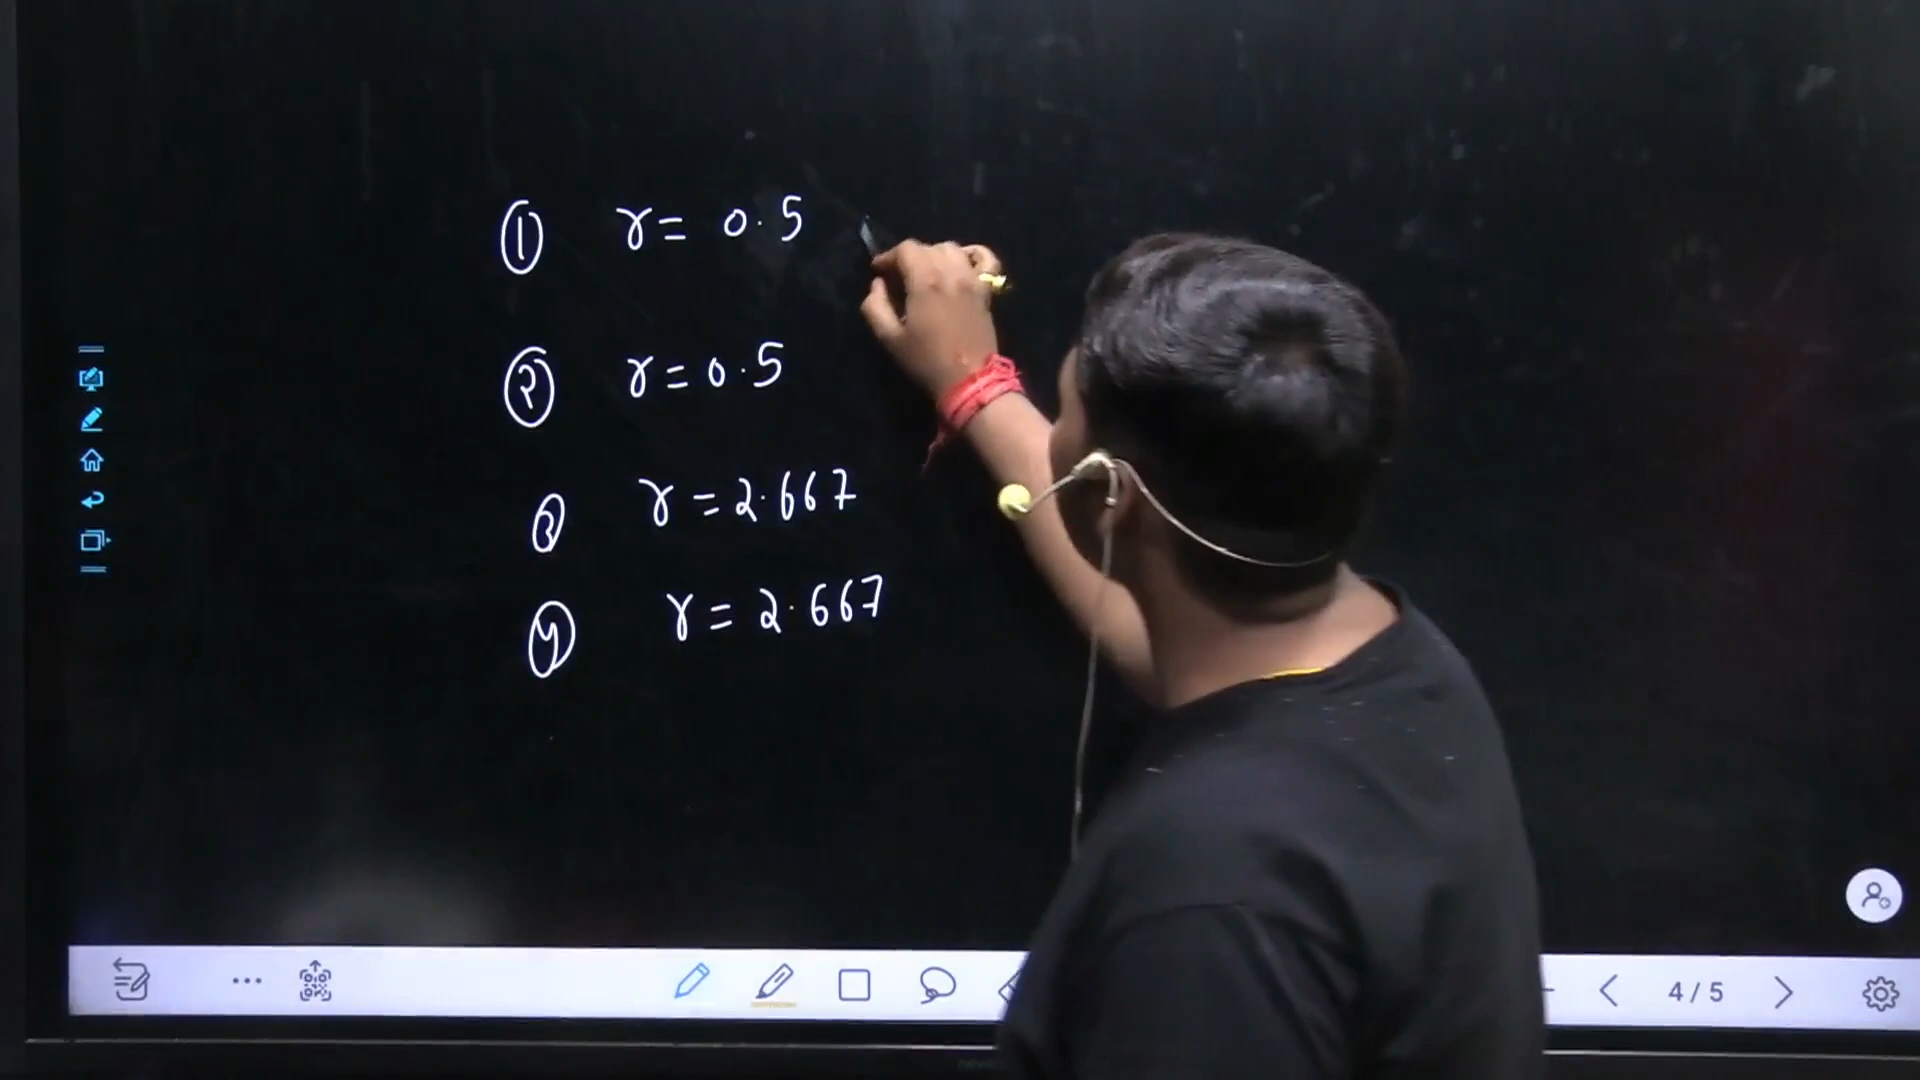 ① r = 0.5
② r = 0.5
③ r = 2.667
④ r = 2.667
4 / 5